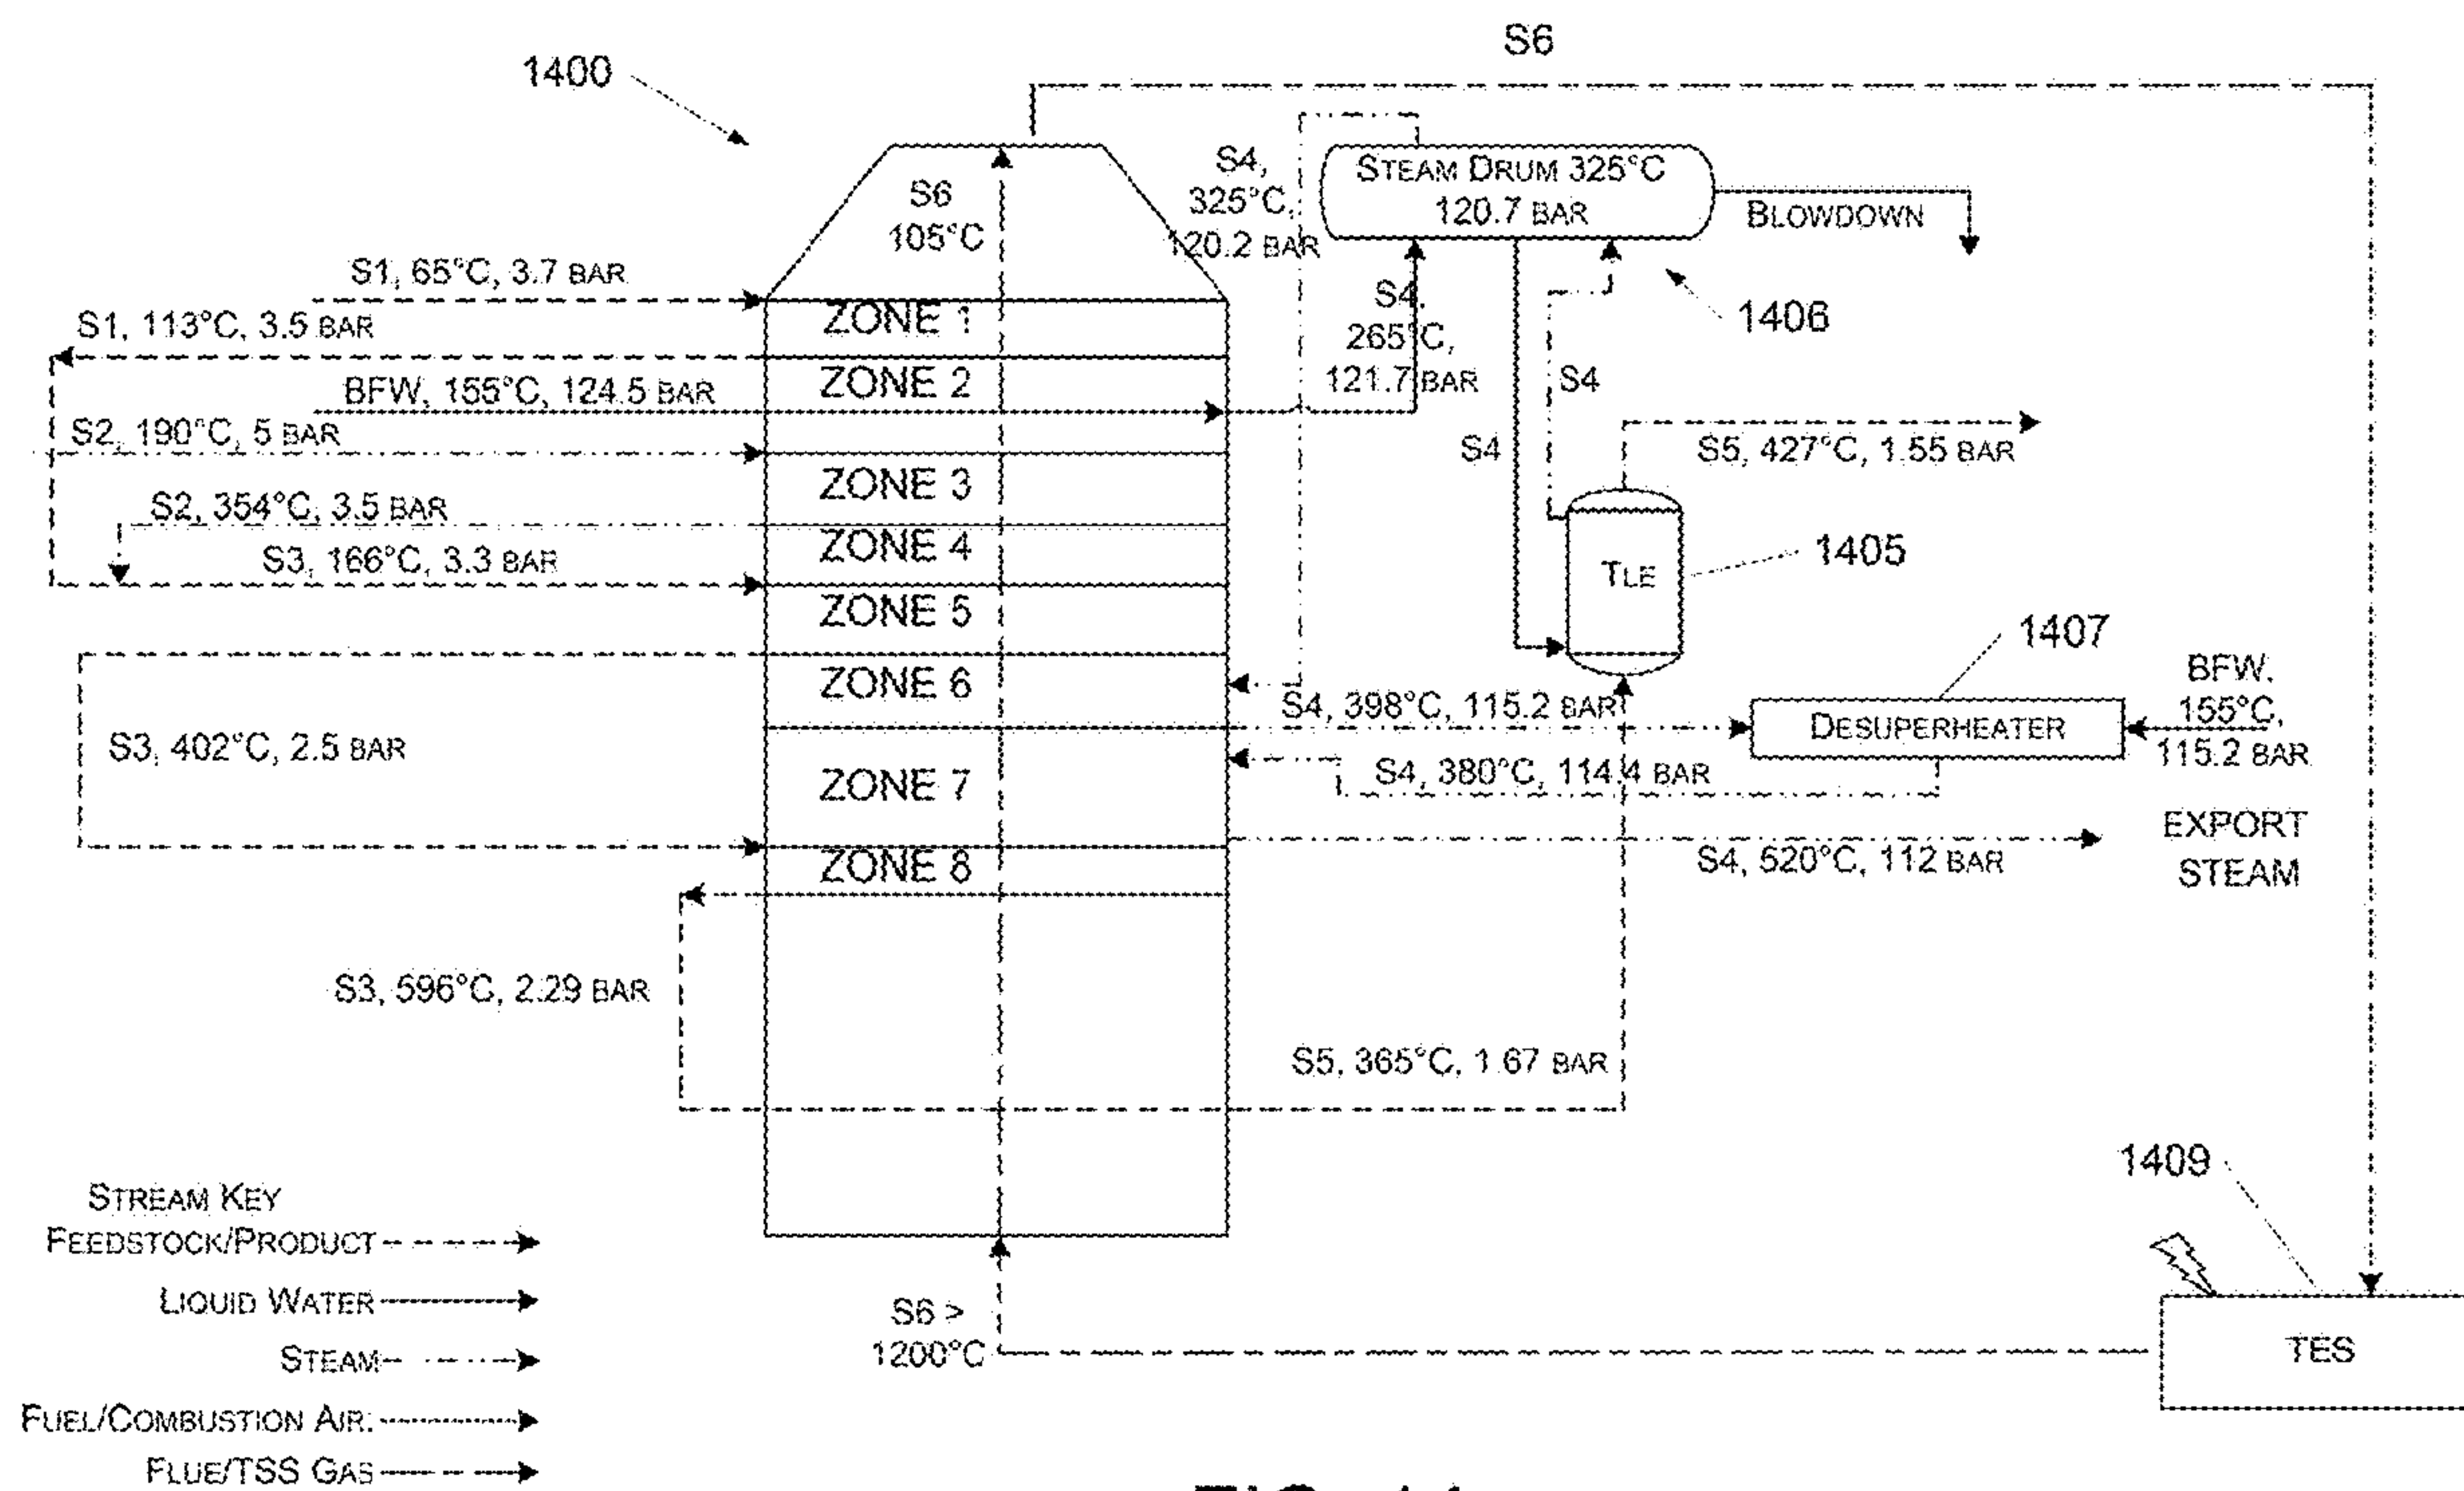 S6
1400
S6
105°C
S4,
325°C,
120.2 BAR
STEAM DRUM 325°C
120.7 BAR
BLOWDOWN
1406
S1, 65°C, 3.7 BAR
S1, 113°C, 3.5 BAR
ZONE 1
S4,
265°C,
121.7 BAR
S4
ZONE 2
BFW, 155°C, 124.5 BAR
S2, 190°C, 5 BAR
S4
S5, 427°C, 1.55 BAR
ZONE 3
S2, 354°C, 3.5 BAR
ZONE 4
S3, 166°C, 3.3 BAR
TLE
1405
ZONE 5
1407
ZONE 6
S4, 398°C, 115.2 BAR
DESUPERHEATER
BFW.
155°C,
115.2 BAR
S3, 402°C, 2.5 BAR
ZONE 7
S4, 380°C, 114.4 BAR
EXPORT
STEAM
ZONE 8
S4, 520°C, 112 BAR
S3, 596°C, 2.29 BAR
S5, 365°C, 1.67 BAR
1409
STREAM KEY
FEEDSTOCK/PRODUCT
LIQUID WATER
STEAM
FUEL/COMBUSTION AIR.
FLUE/TSS GAS
S6 >
1200°C
TES